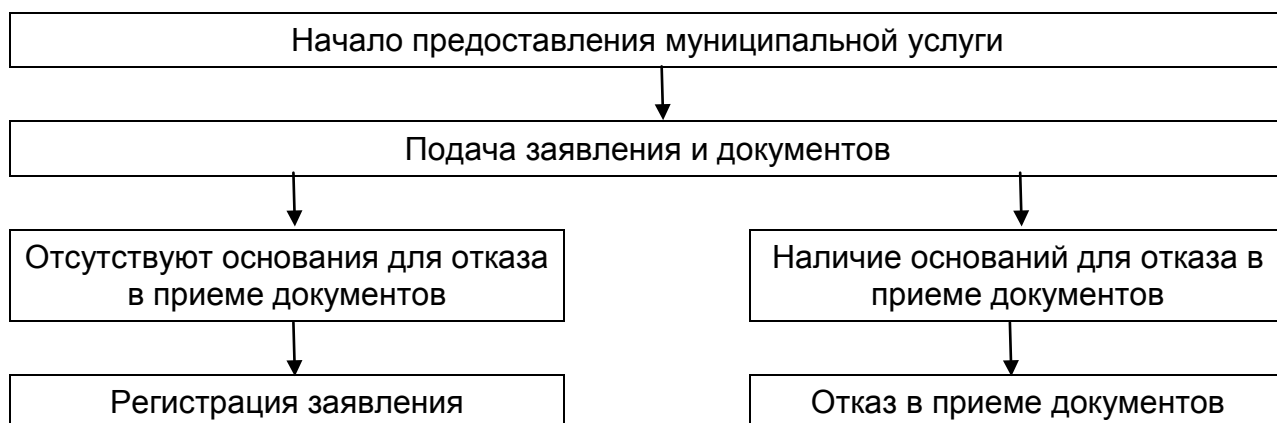 Начало предоставления муниципальной услуги
Подача заявления и документов
Отсутствуют основания для отказа
в приеме документов
Наличие оснований для отказа в
приеме документов
Регистрация заявления
Отказ в приеме документов